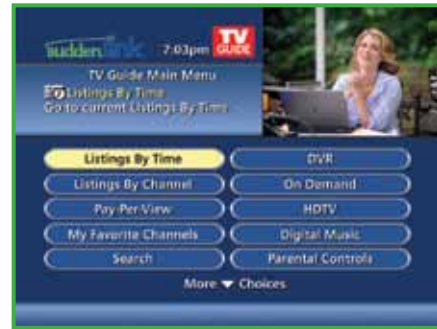 suddenlink 7:03pm TV GUIDE
TV Guide Main Menu
Listings By Time
Go to current Listings By Time
Listings By Time
DVR
Listings By Channel
On Demand
Pay-Per-View
HDTV
My Favorite Channels
Digital Music
Search
Parental Controls
More Choices